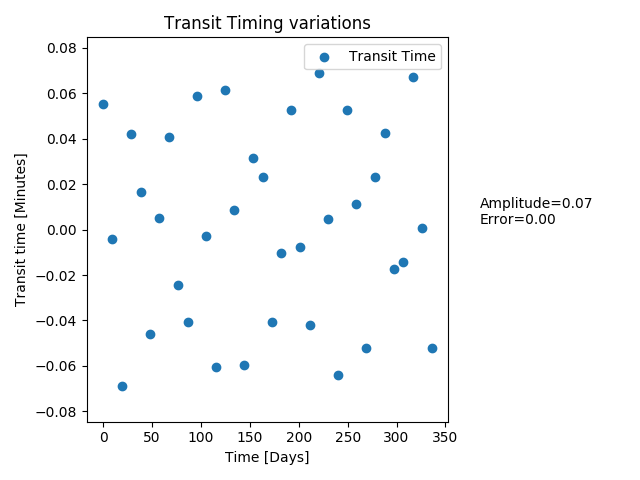 Transit Timing variations
Transit Time
0.08
0.06
0.04
0.02
0.00
−0.02
−0.04
−0.06
−0.08
Transit time [Minutes]
0 50 100 150 200 250 300 350
Time [Days]
Amplitude=0.07
Error=0.00